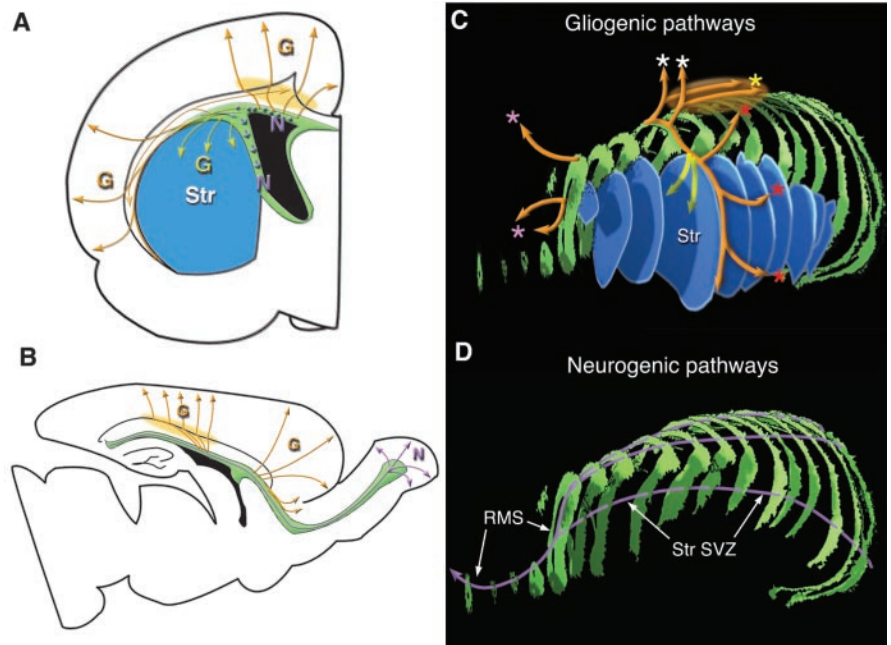 A
G
N
G
G
Str
N
B
G
G
N
C
Gliogenic pathways
* *
*
*
*
*
*
Str
*
D
Neurogenic pathways
RMS
Str SVZ